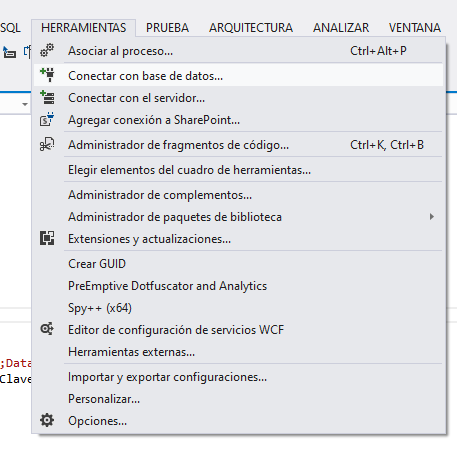 SQL HERRAMIENTAS PRUEBA ARQUITECTURA ANALIZAR VENTANA
Asociar al proceso... Ctrl+Alt+P
Conectar con base de datos...
Conectar con el servidor...
Agregar conexión a SharePoint...
Administrador de fragmentos de código... Ctrl+K, Ctrl+B
Elegir elementos del cuadro de herramientas...
Administrador de complementos...
Administrador de paquetes de biblioteca
Extensiones y actualizaciones...
Crear GUID
PreEmptive Dotfuscator and Analytics
Spy++ (x64)
Editor de configuración de servicios WCF
Herramientas externas...
;Data
Importar y exportar configuraciones...
Clave
Personalizar...
Opciones...